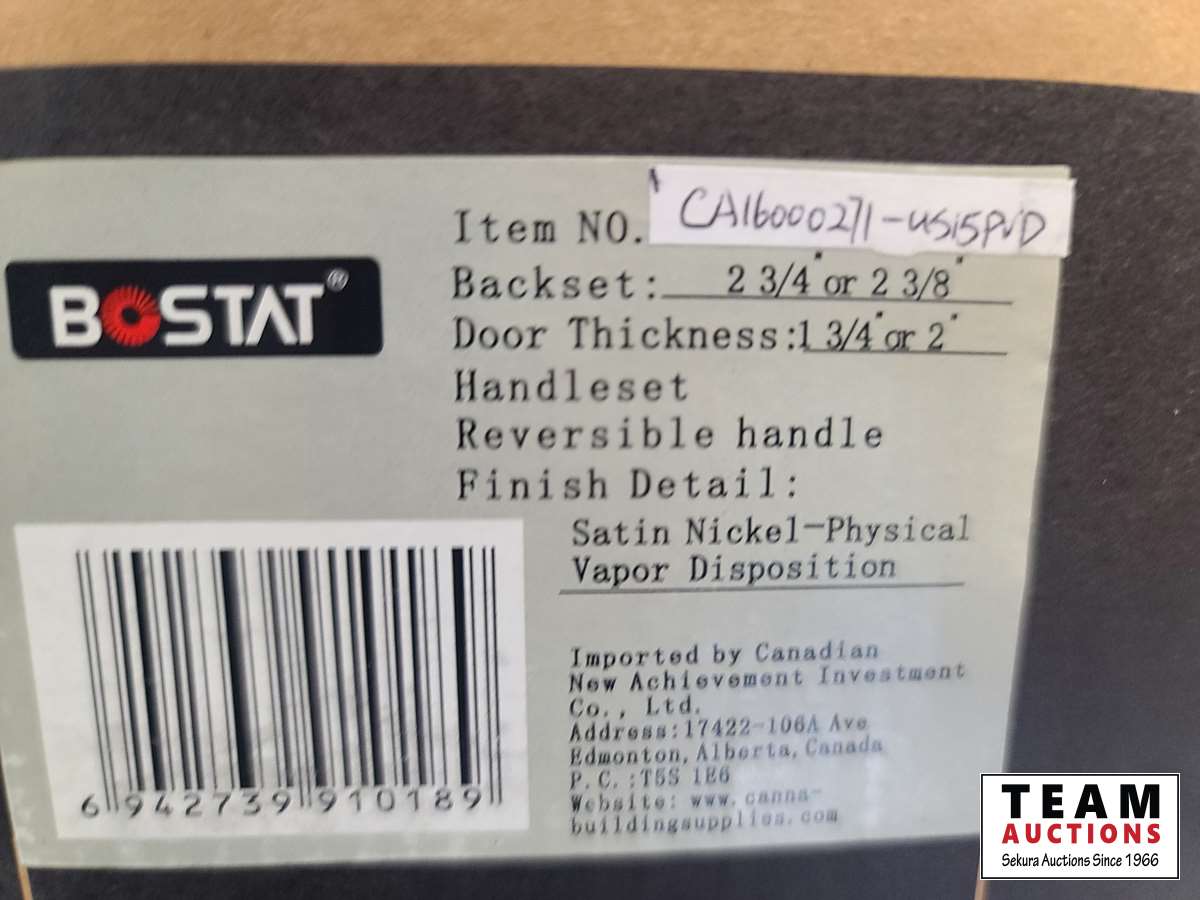 BOSTAT®
Item NO. CA16000271-US15PVD
Backset: 2 3/4" or 2 3/8"
Door Thickness:1 3/4" or 2"
Handleset
Reversible handle
Finish Detail:
Satin Nickel-Physical
Vapor Disposition
6 942739 910189
Imported by Canadian
New Achievement Investment
Co., Ltd.
Address:17422-106A Ave
Edmonton, Alberta, Canada
P.C.:T5S 1E6
Website: www.canna-
buildingsupplies.com
TEAM
AUCTIONS
Sekura Auctions Since 1966